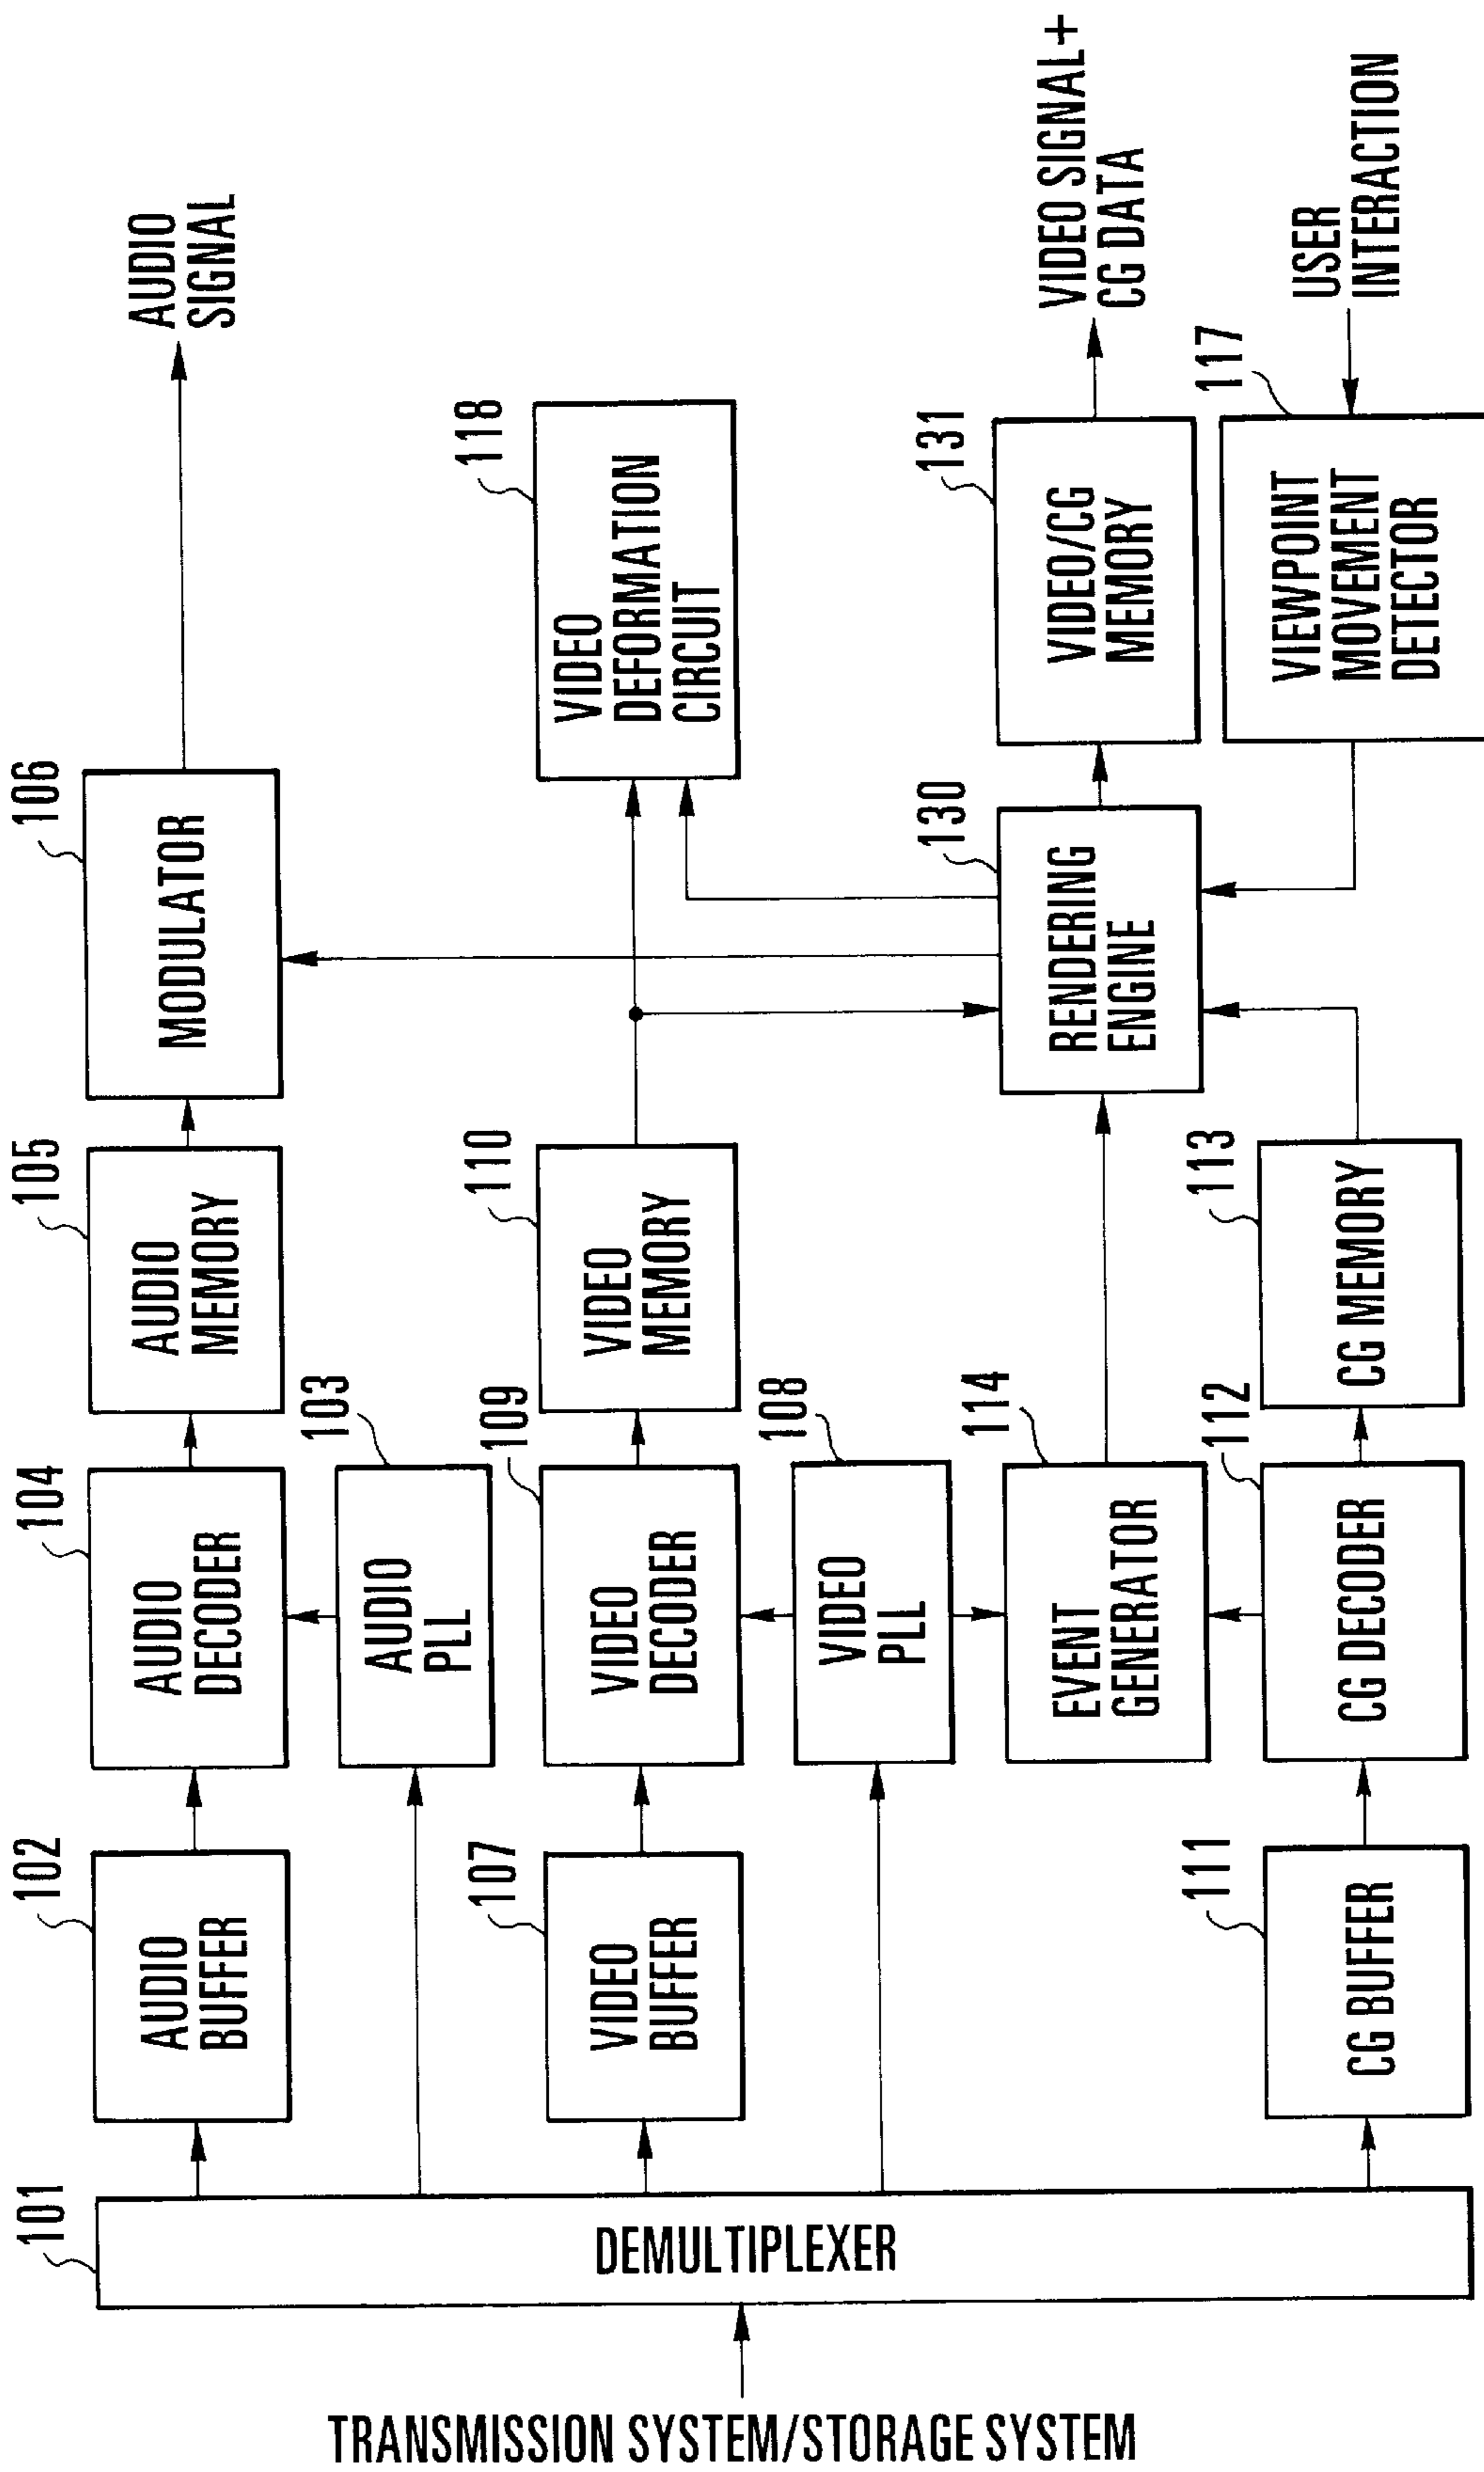 TRANSMISSION SYSTEM/STORAGE SYSTEM
101
DEMULTIPLEXER
102
AUDIO
BUFFER
104
AUDIO
DECODER
105
AUDIO
MEMORY
106
MODULATOR
AUDIO
SIGNAL
103
AUDIO
PLL
107
VIDEO
BUFFER
109
VIDEO
DECODER
110
VIDEO
MEMORY
118
VIDEO
DEFORMATION
CIRCUIT
108
VIDEO
PLL
114
EVENT
GENERATOR
130
RENDERING
ENGINE
131
VIDEO/CG
MEMORY
VIDEO SIGNAL+
CG DATA
111
CG BUFFER
112
CG DECODER
113
CG MEMORY
117
VIEWPOINT
MOVEMENT
DETECTOR
USER
INTERACTION